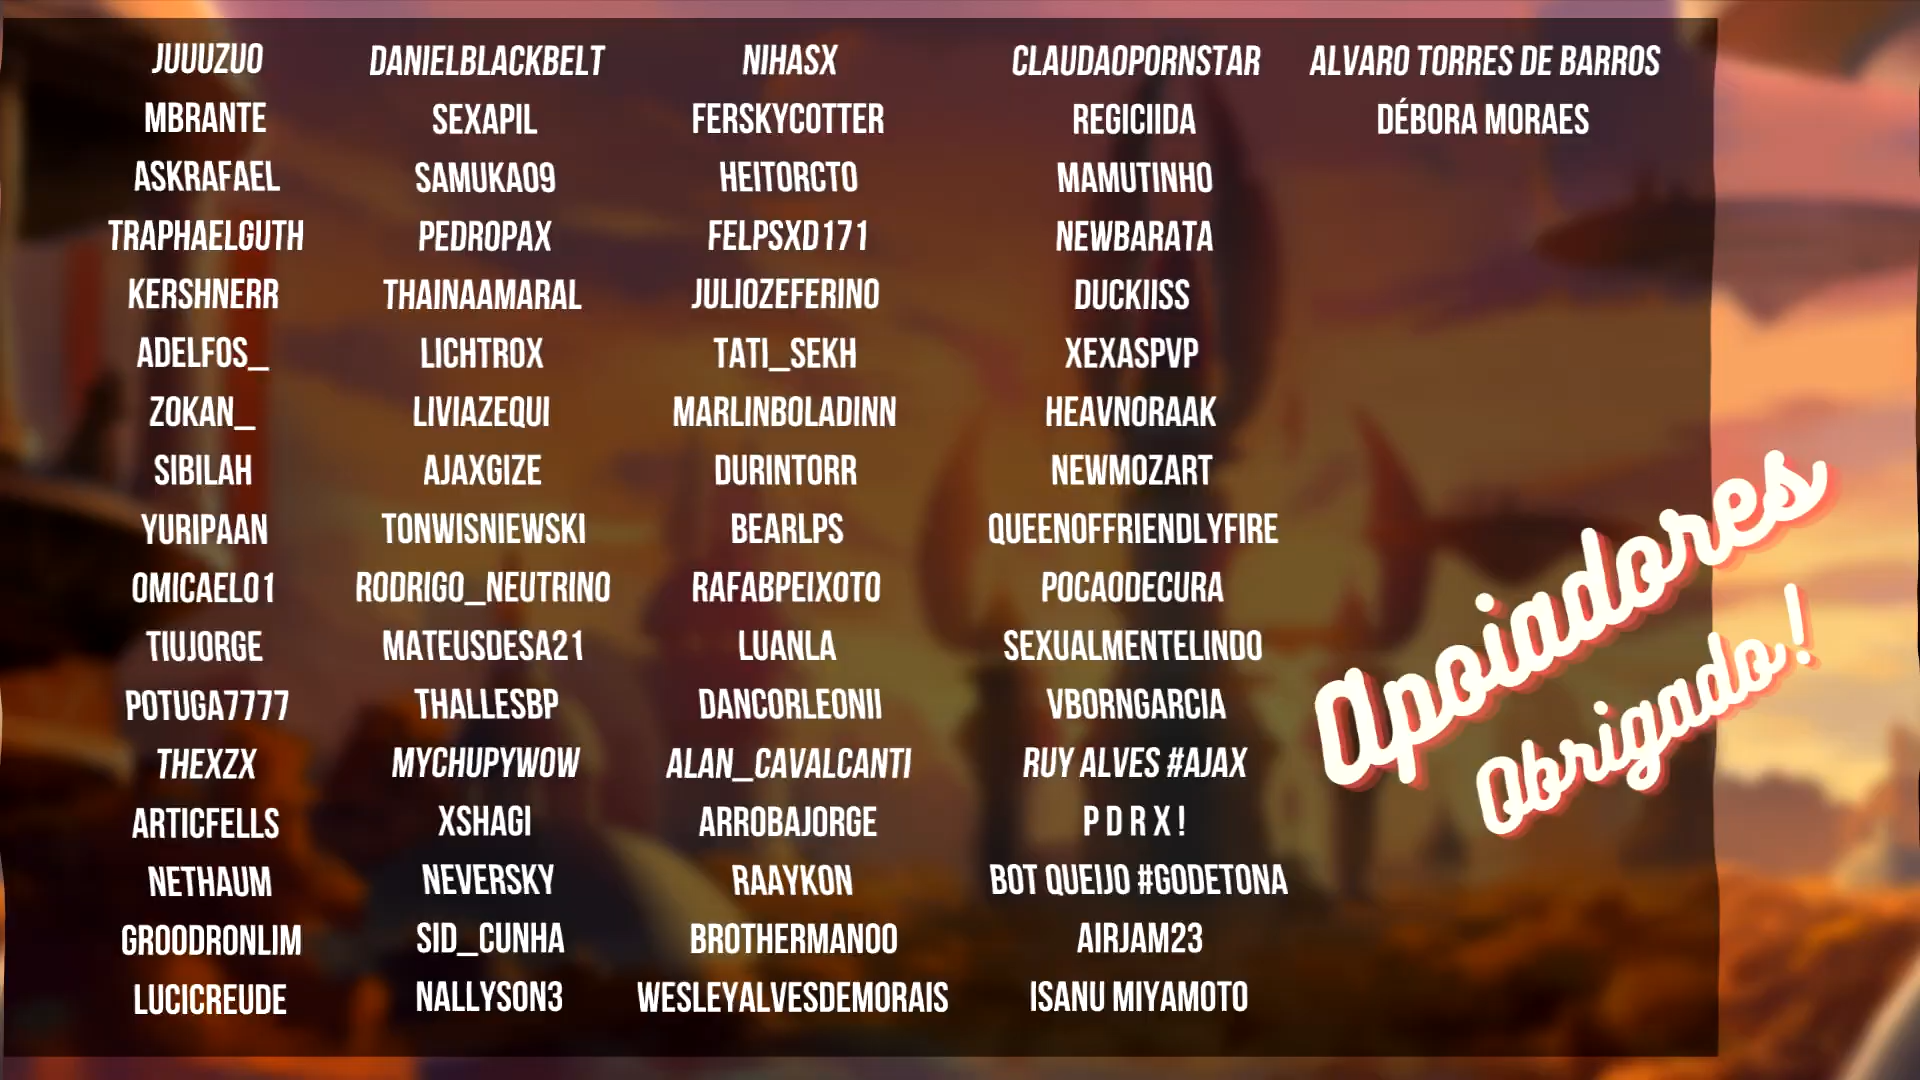 JUUUZUO
MBRANTE
ASKRAFAEL
TRAPHAELGUTH
KERSHNERR
ADELFOS_
ZOKAN_
SIBILAH
YURIPAAN
OMICAEL01
TIUJORGE
POTUGA7777
THEXZX
ARTICFELLS
NETHAUM
GROODRONLIM
LUCICREUDE
DANIELBLACKBELT
SEXAPIL
SAMUKA09
PEDROPAX
THAINAAMARAL
LICHTROX
LIVIAZEQUI
AJAXGIZE
TONWISNIEWSKI
RODRIGO_NEUTRINO
MATEUSDESA21
THALLESBP
MYCHUPYWOW
XSHAGI
NEVERSKY
SID_CUNHA
NALLYSON3
NIHASX
FERSKYCOTTER
HEITORCTO
FELPSXD171
JULIOZEFERINO
TATI_SEKH
MARLINBOLADINN
DURINTORR
BEARLPS
RAFABPEIXOTO
LUANLA
DANCORLEONII
ALAN_CAVALCANTI
ARROBAJORGE
RAAYKON
BROTHERMANOO
WESLEYALVESDEMORAIS
CLAUDAOPORNSTAR
REGICIIDA
MAMUTINHO
NEWBARATA
DUCKIISS
XEXASPVP
HEAVNORAAK
NEWMOZART
QUEENOFFRIENDLYFIRE
POCAODECURA
SEXUALMENTELINDO
VBORNGARCIA
RUY ALVES #AJAX
P D R X !
BOT QUEIJO #GODETONA
AIRJAM23
ISANU MIYAMOTO
ALVARO TORRES DE BARROS
DÉBORA MORAES
Apoiadores
Obrigado!